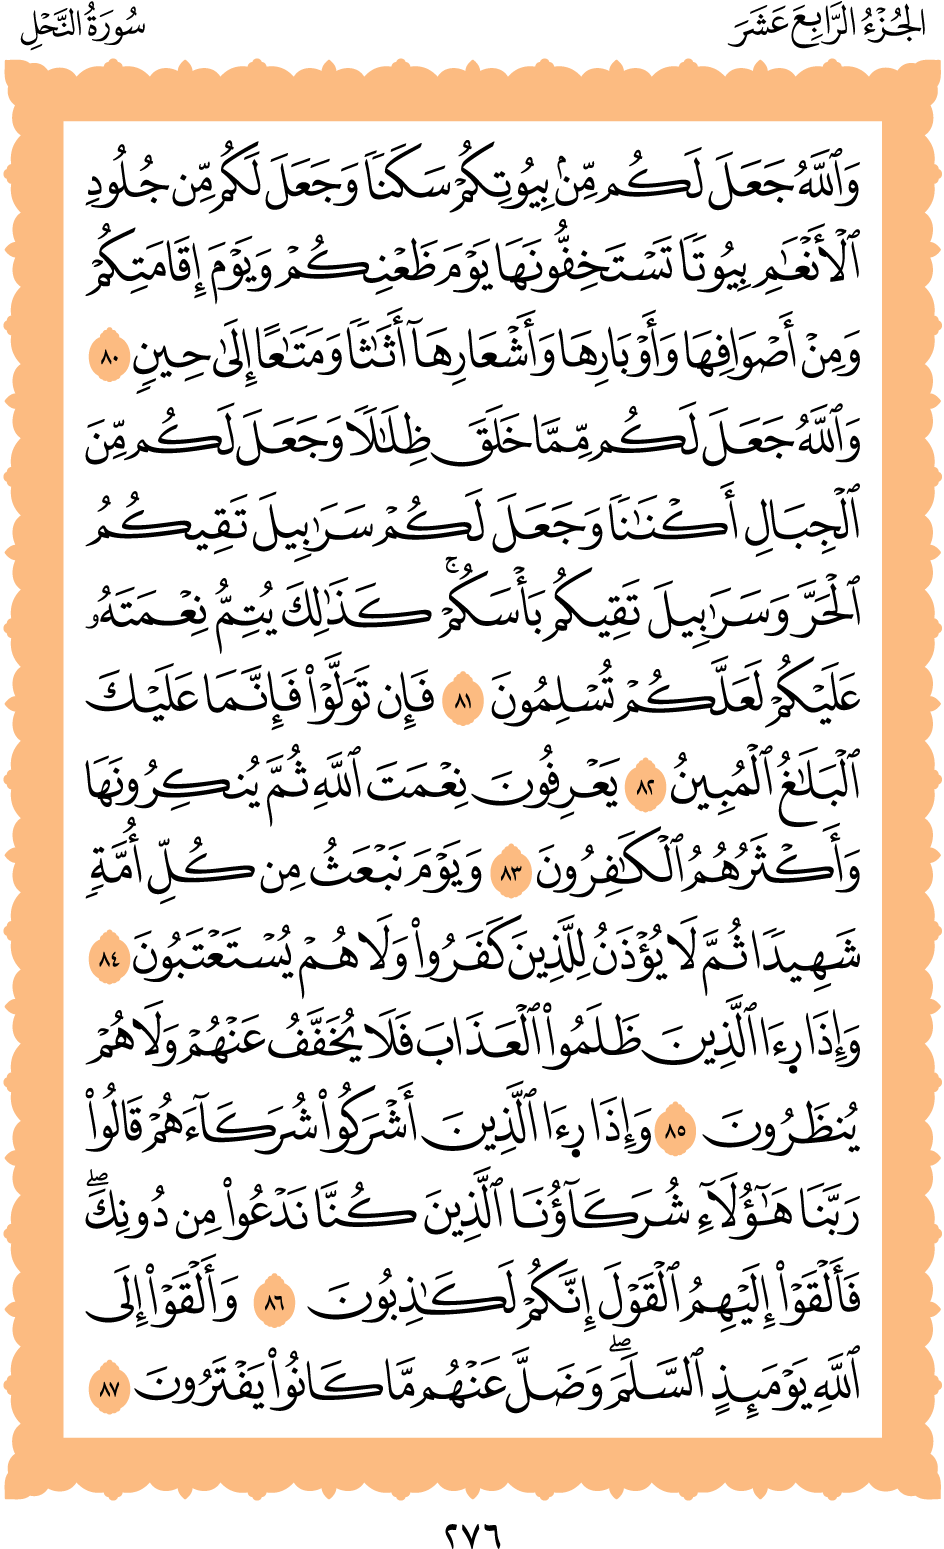 الجُزْءُ الرَّابِعَ عَشَرَ
سُورَةُ النَّحْلِ
وَٱللَّهُ جَعَلَ لَكُم مِّنۢ بِيُوتِكُمْ سَكَنٗا وَجَعَلَ لَكُم مِّن جُلُودِ
ٱلْأَنْعَٰمِ بِيُوتٗا تَسْتَخِفُّونَهَا يَوْمَ ظَعْنِكُمْ وَيَوْمَ إِقَامَتِكُمْ
وَمِنْ أَصْوَافِهَا وَأَوْبَارِهَا وَأَشْعَارِهَآ أَثَٰثٗا وَمَتَٰعًا إِلَىٰ حِينٖ ٨٠
وَٱللَّهُ جَعَلَ لَكُم مِّمَّا خَلَقَ ظِلَٰلٗا وَجَعَلَ لَكُم مِّنَ
ٱلْجِبَالِ أَكْنَٰنٗا وَجَعَلَ لَكُمْ سَرَٰبِيلَ تَقِيكُمُ
ٱلْحَرَّ وَسَرَٰبِيلَ تَقِيكُم بَأْسَكُمْۚ كَذَٰلِكَ يُتِمُّ نِعْمَتَهُۥ
عَلَيْكُمْ لَعَلَّكُمْ تُسْلِمُونَ ٨١ فَإِن تَوَلَّوْا۟ فَإِنَّمَا عَلَيْكَ
ٱلْبَلَٰغُ ٱلْمُبِينُ ٨٢ يَعْرِفُونَ نِعْمَتَ ٱللَّهِ ثُمَّ يُنكِرُونَهَا
وَأَكْثَرُهُمُ ٱلْكَٰفِرُونَ ٨٣ وَيَوْمَ نَبْعَثُ مِن كُلِّ أُمَّةٖ
شَهِيدٗا ثُمَّ لَا يُؤْذَنُ لِلَّذِينَ كَفَرُوا۟ وَلَا هُمْ يُسْتَعْتَبُونَ ٨٤
وَإِذَا رِءَا ٱلَّذِينَ ظَلَمُوا۟ ٱلْعَذَابَ فَلَا يُخَفَّفُ عَنْهُمْ وَلَا هُمْ
يُنظَرُونَ ٨٥ وَإِذَا رِءَا ٱلَّذِينَ أَشْرَكُوا۟ شُرَكَآءَهُمْ قَالُوا۟
رَبَّنَا هَٰٓؤُلَآءِ شُرَكَآؤُنَا ٱلَّذِينَ كُنَّا نَدْعُوا۟ مِن دُونِكَۖ
فَأَلْقَوْا۟ إِلَيْهِمُ ٱلْقَوْلَ إِنَّكُمْ لَكَٰذِبُونَ ٨٦ وَأَلْقَوْا۟ إِلَى
ٱللَّهِ يَوْمَئِذٍ ٱلسَّلَمَۖ وَضَلَّ عَنْهُم مَّا كَانُوا۟ يَفْتَرُونَ ٨٧
٢٧٦